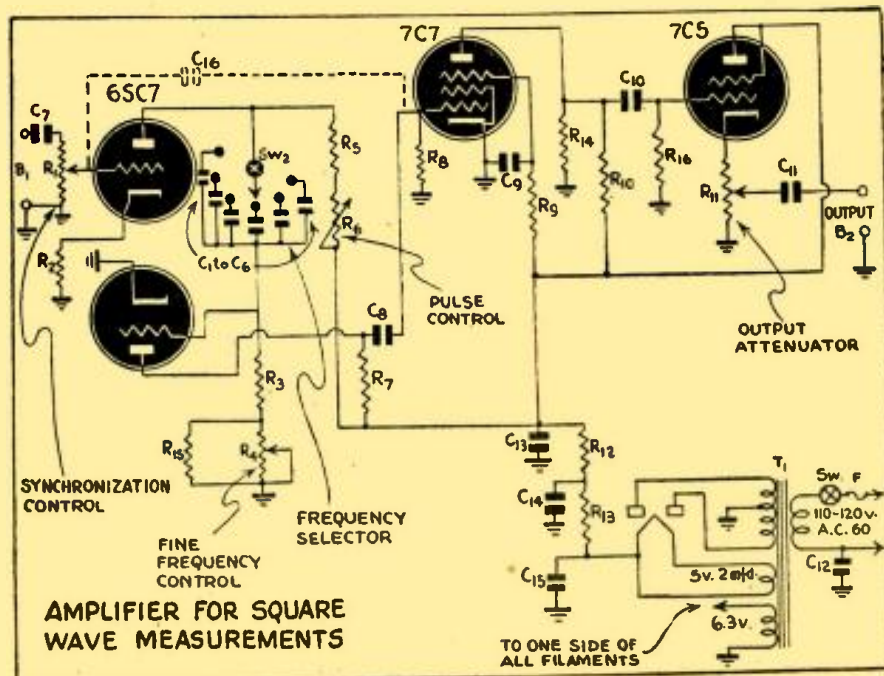 7C7
7C5
C16
6SC7
C7
C10
Sw2
R5
R14
R1
B1
R8
C9
R16
R10
R9
R11
C11
OUTPUT
B2
R6
R2
C1 to C6
PULSE
CONTROL
C8
OUTPUT
ATTENUATOR
R3
R7
R15
R4
C13
R12
T1
SYNCHRONIZATION
CONTROL
Sw. F
C14
R13
110-120v.
A.C. 60
FREQUENCY
SELECTOR
FINE
FREQUENCY
CONTROL
C15
C12
AMPLIFIER FOR SQUARE
WAVE MEASUREMENTS
6.3v.
TO ONE SIDE OF
ALL FILAMENTS